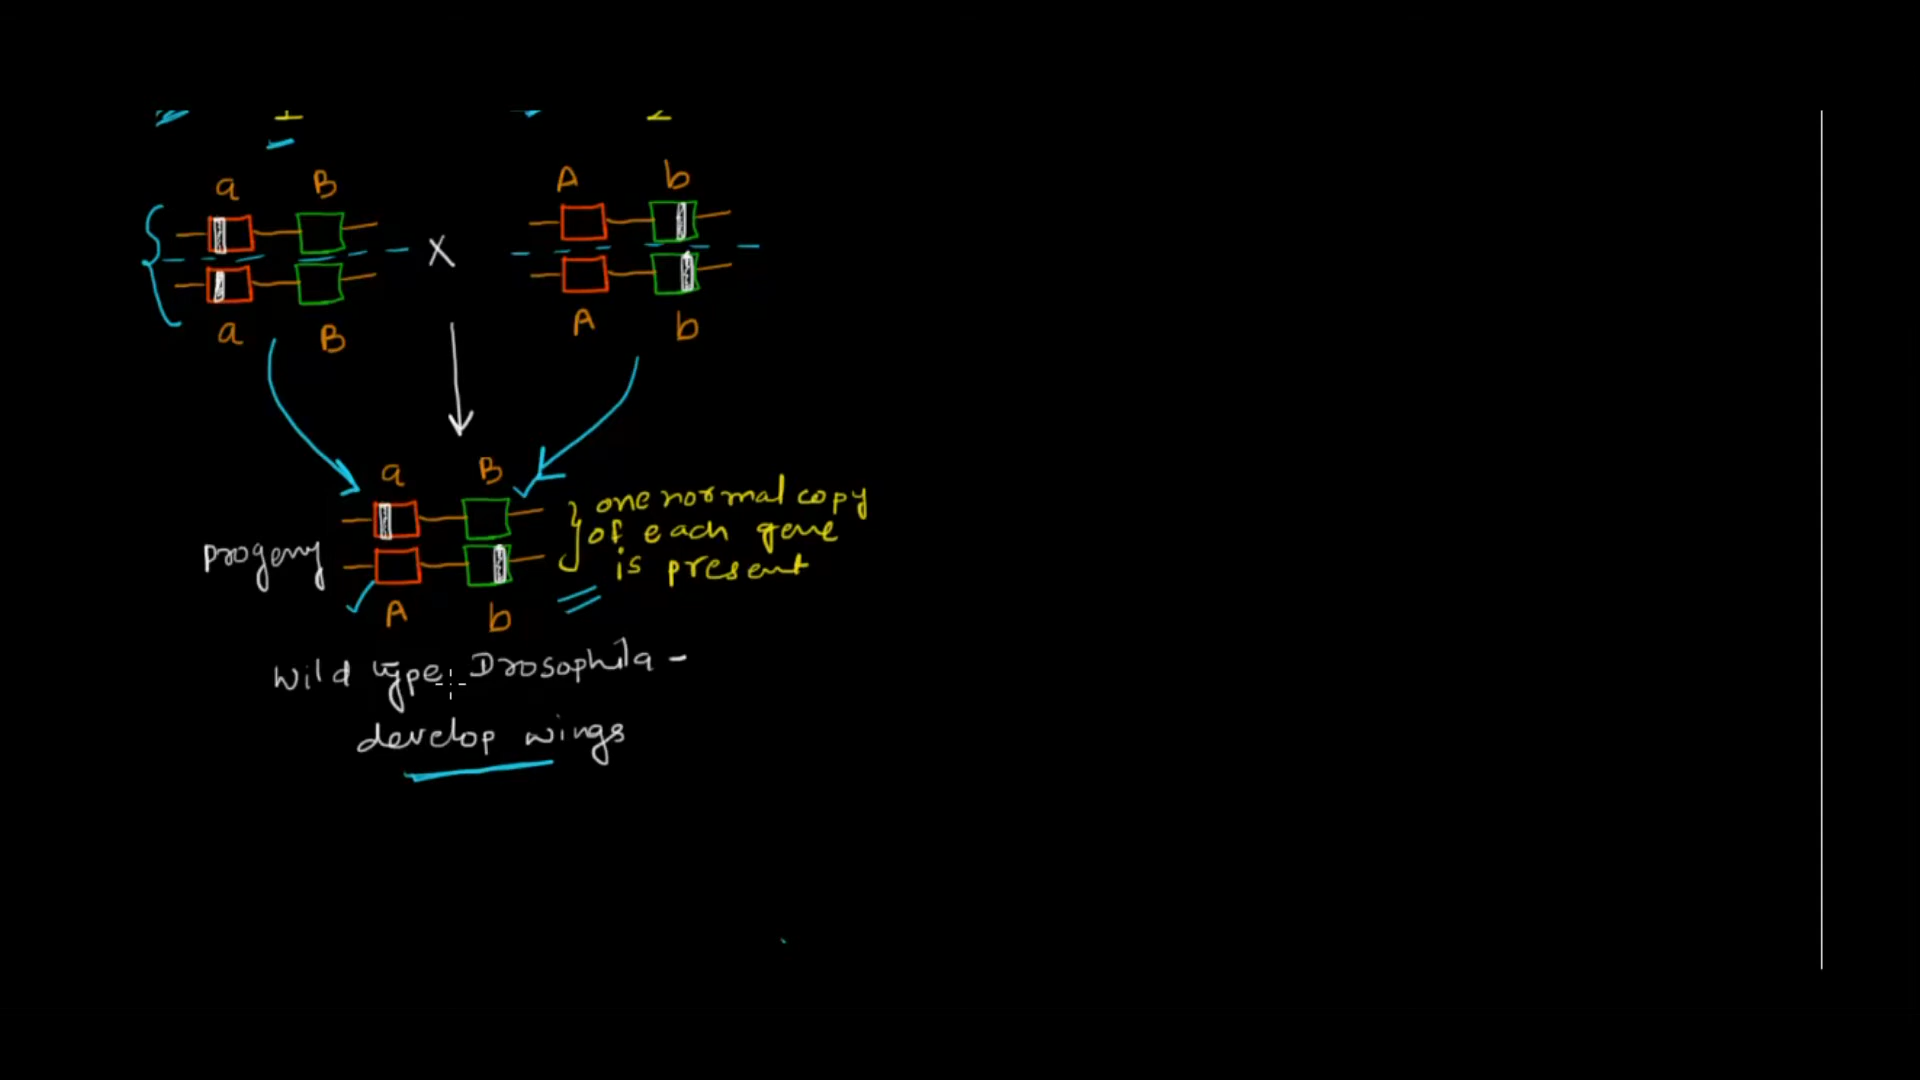 a B A b
X
a B A b
a B
one normal copy
of each gene
progeny
is present
A b
Wild type Drosophila -
develop wings